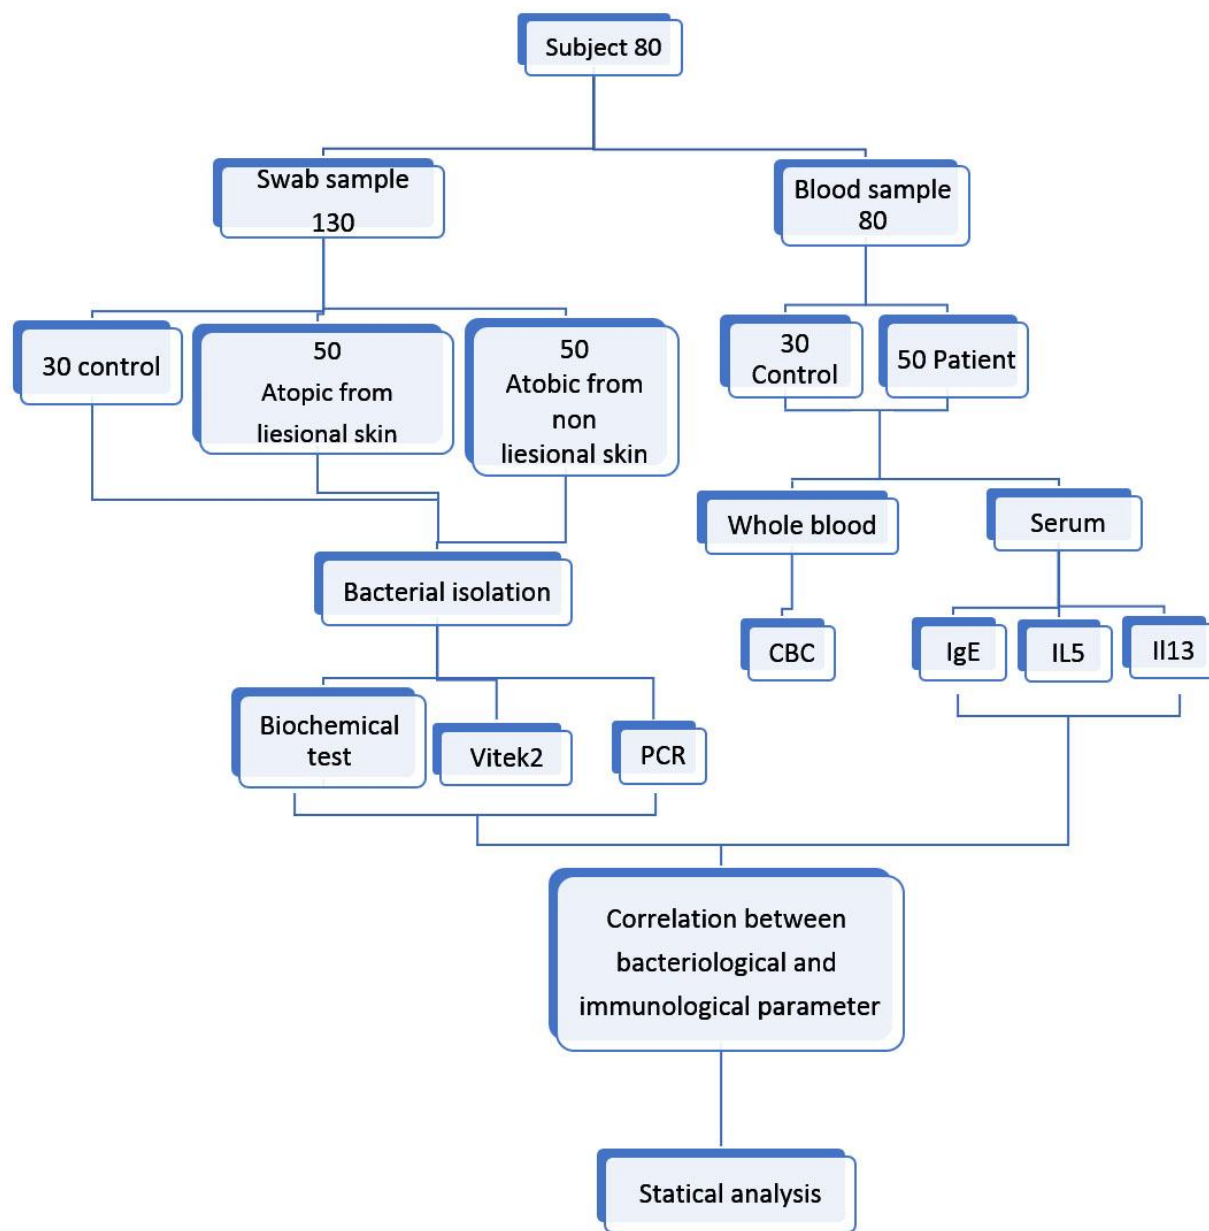 Subject 80
Swab sample
130
Blood sample
80
30 control
50
Atopic from
liesional skin
50
Atobic from
non
liesional skin
30
Control
50 Patient
Whole blood
Serum
Bacterial isolation
CBC
IgE
IL5
Il13
Biochemical
test
Vitek2
PCR
Correlation between
bacteriological and
immunological parameter
Statical analysis